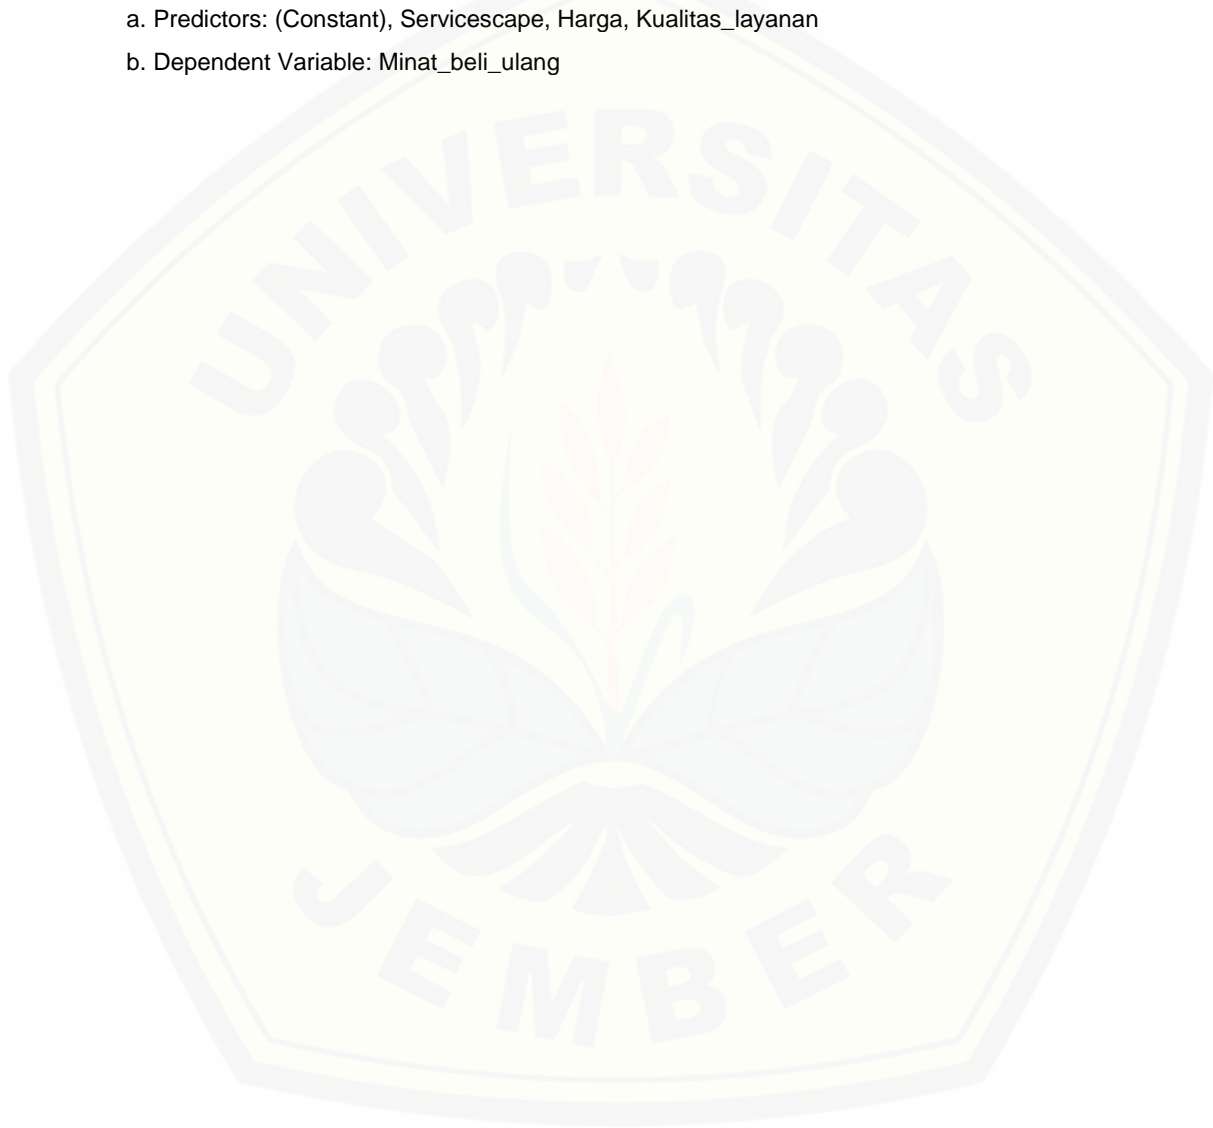 a. Predictors: (Constant), Servicescape, Harga, Kualitas_layanan
b. Dependent Variable: Minat_beli_ulang
UNIVERSITAS
JEMBER